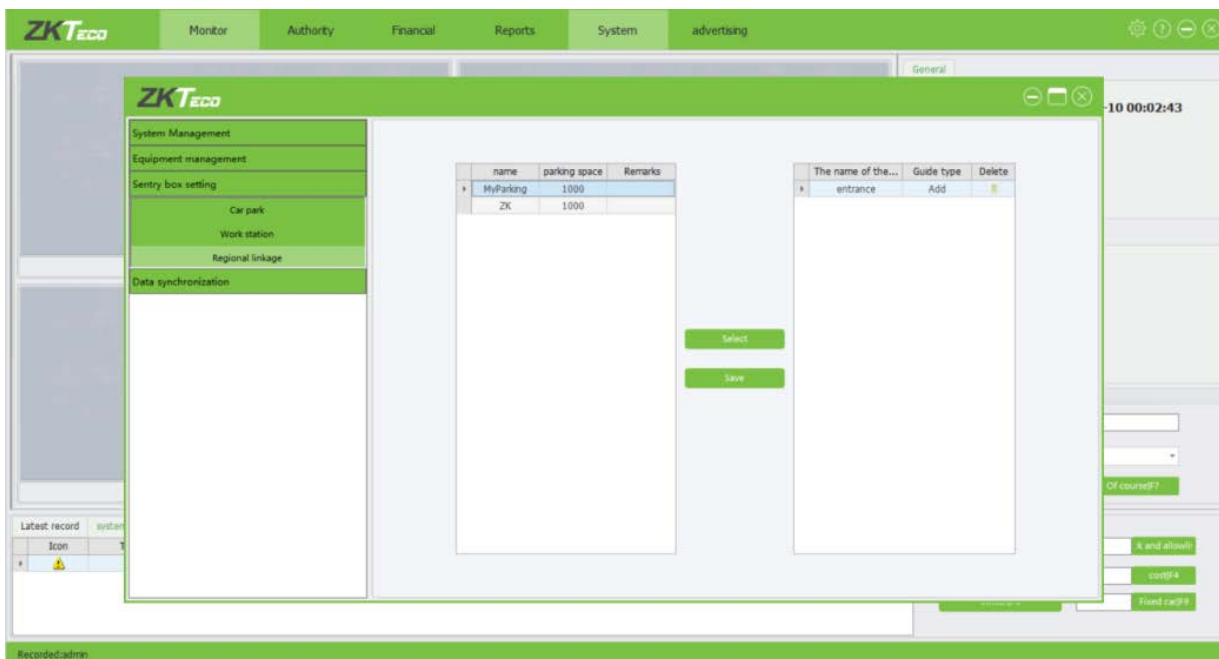 ZKTECO Monitor Authority Financial Reports System advertising
General
ZKTECO
-10 00:02:43
System Management
Equipment management
Sentry box setting
Car park
Work station
Regional linkage
Data synchronization
name parking space Remarks
MyParking 1000
ZK 1000
Select
Save
The name of the... Guide type Delete
entrance Add
Of course|F7
Latest record system
Icon T
k and allowi
cost|F4
Fixed car|F9
Recorded:admin